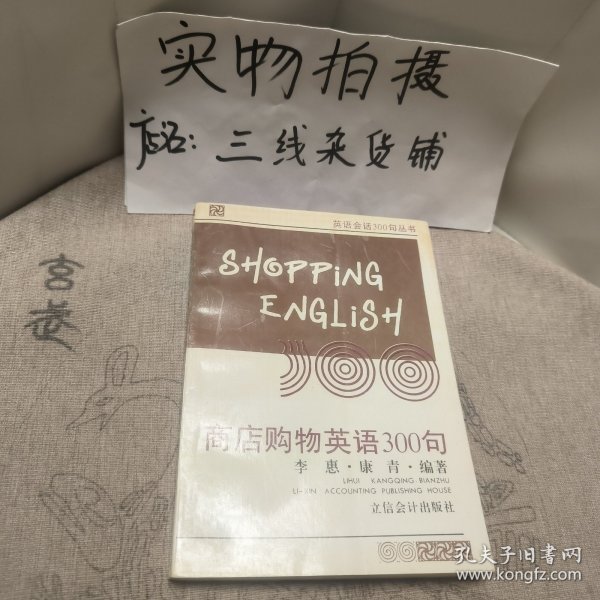 实物拍摄
店名：三线杂货铺
英语会话300句丛书
SHOPPiNG
ENGLiSH
300
商店购物英语300句
李惠·康青·编著
LIHUI KANGQING BIANZHU
LI-XIN ACCOUNTING PUBLISHING HOUSE
立信会计出版社
孔夫子旧书网
www.kongfz.com